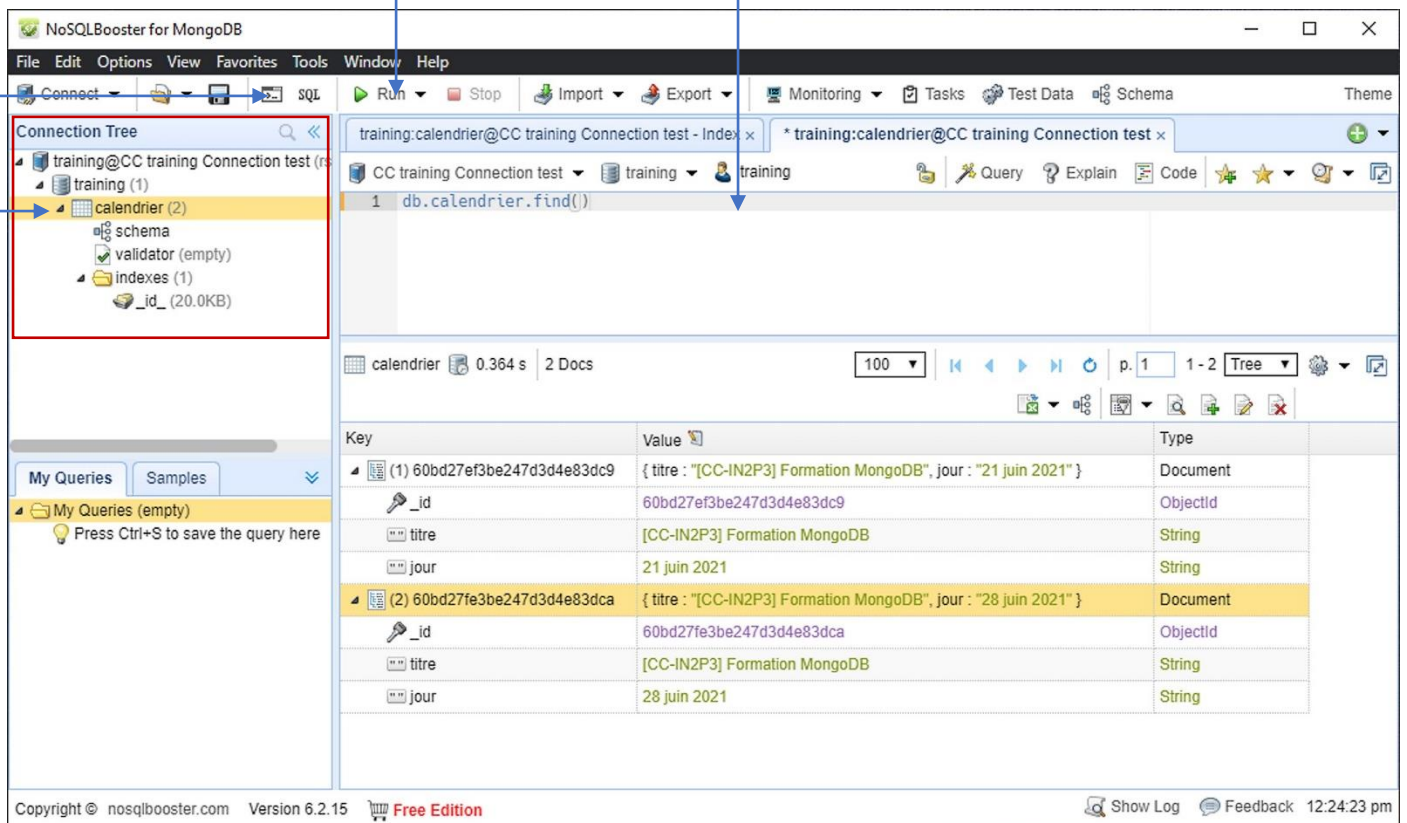 NoSQLBooster for MongoDB
File Edit Options View Favorites Tools Window Help
Connect SQL Run Stop Import Export Monitoring Tasks Test Data Schema Theme
Connection Tree
training@CC training Connection test (rs
training (1)
calendrier (2)
schema
validator (empty)
indexes (1)
_id_ (20.0KB)
My Queries Samples
My Queries (empty)
Press Ctrl+S to save the query here
training:calendrier@CC training Connection test - Index × * training:calendrier@CC training Connection test ×
CC training Connection test training training Query Explain Code
1 db.calendrier.find()
calendrier 0.364 s 2 Docs 100 p. 1 1 - 2 Tree
Key Value Type
(1) 60bd27ef3be247d3d4e83dc9 { titre : "[CC-IN2P3] Formation MongoDB", jour : "21 juin 2021" } Document
_id 60bd27ef3be247d3d4e83dc9 ObjectId
"" titre [CC-IN2P3] Formation MongoDB String
"" jour 21 juin 2021 String
(2) 60bd27fe3be247d3d4e83dca { titre : "[CC-IN2P3] Formation MongoDB", jour : "28 juin 2021" } Document
_id 60bd27fe3be247d3d4e83dca ObjectId
"" titre [CC-IN2P3] Formation MongoDB String
"" jour 28 juin 2021 String
Copyright © nosqlbooster.com Version 6.2.15 Free Edition Show Log Feedback 12:24:23 pm